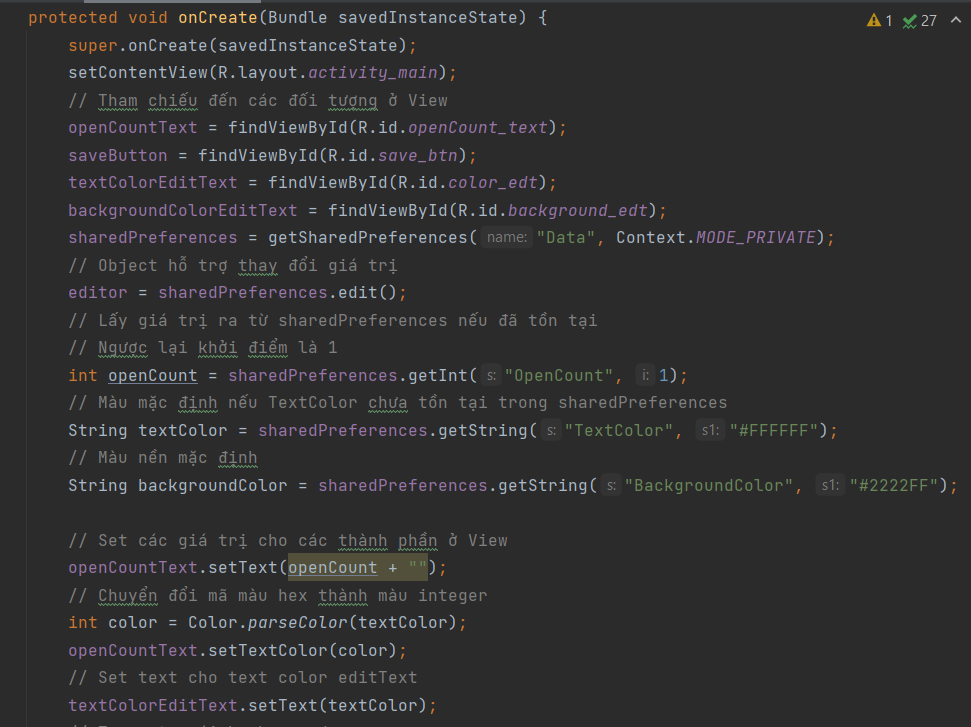 protected void onCreate(Bundle savedInstanceState) {
1 27
super.onCreate(savedInstanceState);
setContentView(R.layout.activity_main);
// Tham chiếu đến các đối tượng ở View
openCountText = findViewById(R.id.openCount_text);
saveButton = findViewById(R.id.save_btn);
textColorEditText = findViewById(R.id.color_edt);
backgroundColorEditText = findViewById(R.id.background_edt);
sharedPreferences = getSharedPreferences( name: "Data", Context.MODE_PRIVATE);
// Object hỗ trợ thay đổi giá trị
editor = sharedPreferences.edit();
// Lấy giá trị ra từ sharedPreferences nếu đã tồn tại
// Ngược lại khởi điểm là 1
int openCount = sharedPreferences.getInt( s: "OpenCount", i: 1);
// Màu mặc định nếu TextColor chưa tồn tại trong sharedPreferences
String textColor = sharedPreferences.getString( s: "TextColor", s1: "#FFFFFF");
// Màu nền mặc định
String backgroundColor = sharedPreferences.getString( s: "BackgroundColor", s1: "#2222FF");
// Set các giá trị cho các thành phần ở View
openCountText.setText(openCount + "");
// Chuyển đổi mã màu hex thành màu integer
int color = Color.parseColor(textColor);
openCountText.setTextColor(color);
// Set text cho text color editText
textColorEditText.setText(textColor);